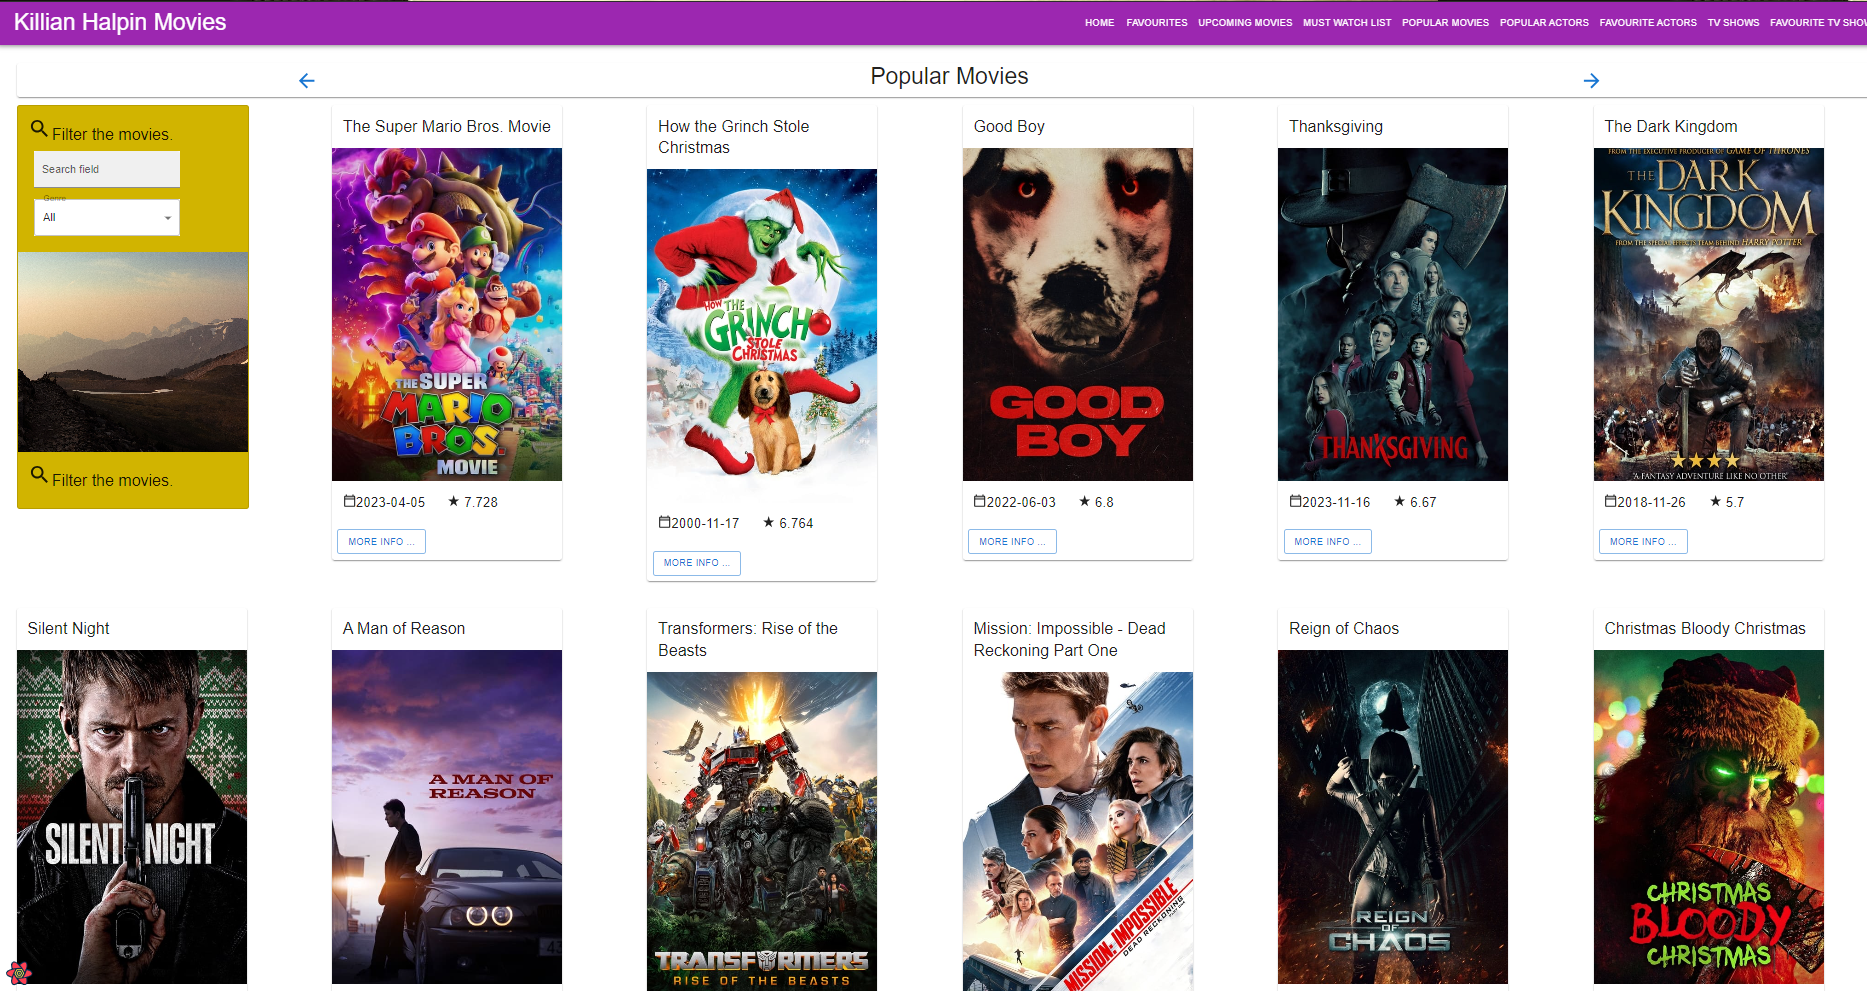 Killian Halpin Movies
HOME FAVOURITES UPCOMING MOVIES MUST WATCH LIST POPULAR MOVIES POPULAR ACTORS FAVOURITE ACTORS TV SHOWS FAVOURITE TV SHOW
Popular Movies
Filter the movies.
Search field
Genre
All
Filter the movies.
The Super Mario Bros. Movie
THE SUPER
MARIO
BROS.
MOVIE
2023-04-05 7.728
MORE INFO ...
How the Grinch Stole
Christmas
HOW THE
GRINCH
STOLE
CHRISTMAS
2000-11-17 6.764
MORE INFO ...
Good Boy
GOOD
BOY
2022-06-03 6.8
MORE INFO ...
Thanksgiving
THANKSGIVING
2023-11-16 6.67
MORE INFO ...
The Dark Kingdom
FROM THE EXECUTIVE PRODUCER OF GAME OF THRONES
THE DARK
KINGDOM
FROM THE SPECIAL EFFECTS TEAM BEHIND HARRY POTTER
"A FANTASY ADVENTURE LIKE NO OTHER"
2018-11-26 5.7
MORE INFO ...
Silent Night
SILENT NIGHT
A Man of Reason
A MAN OF
REASON
Transformers: Rise of the
Beasts
TRANSFORMERS
RISE OF THE BEASTS
Mission: Impossible - Dead
Reckoning Part One
MISSION: IMPOSSIBLE
DEAD RECKONING
Reign of Chaos
REIGN
OF
CHAOS
Christmas Bloody Christmas
CHRISTMAS
BLOODY
CHRISTMAS